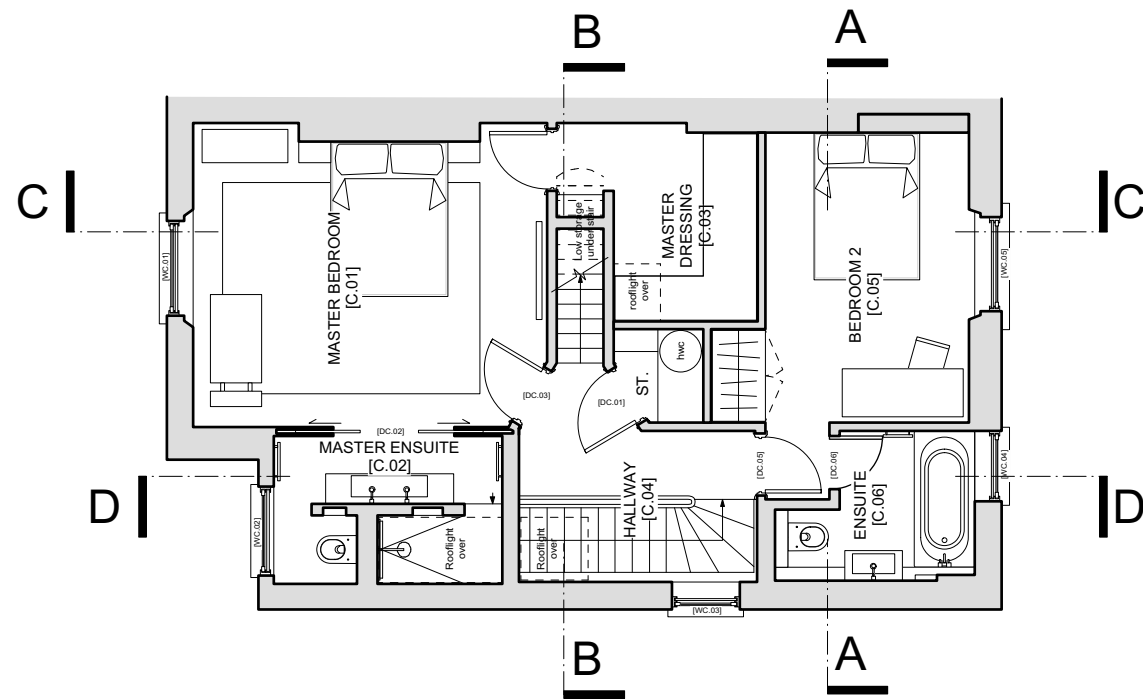 B
A
C
C
[WC.01]
MASTER BEDROOM
[C.01]
Low storage
under stair
MASTER
DRESSING
[C.03]
rooflight
over
BEDROOM 2
[C.05]
[WC.05]
hwc
ST.
[DC.03]
[DC.01]
[DC.02]
MASTER ENSUITE
[C.02]
[DC.05]
[DC.06]
[WC.04]
D
D
[WC.02]
HALLWAY
[C.04]
ENSUITE
[C.06]
Rooflight
over
Rooflight
over
[WC.03]
B
A